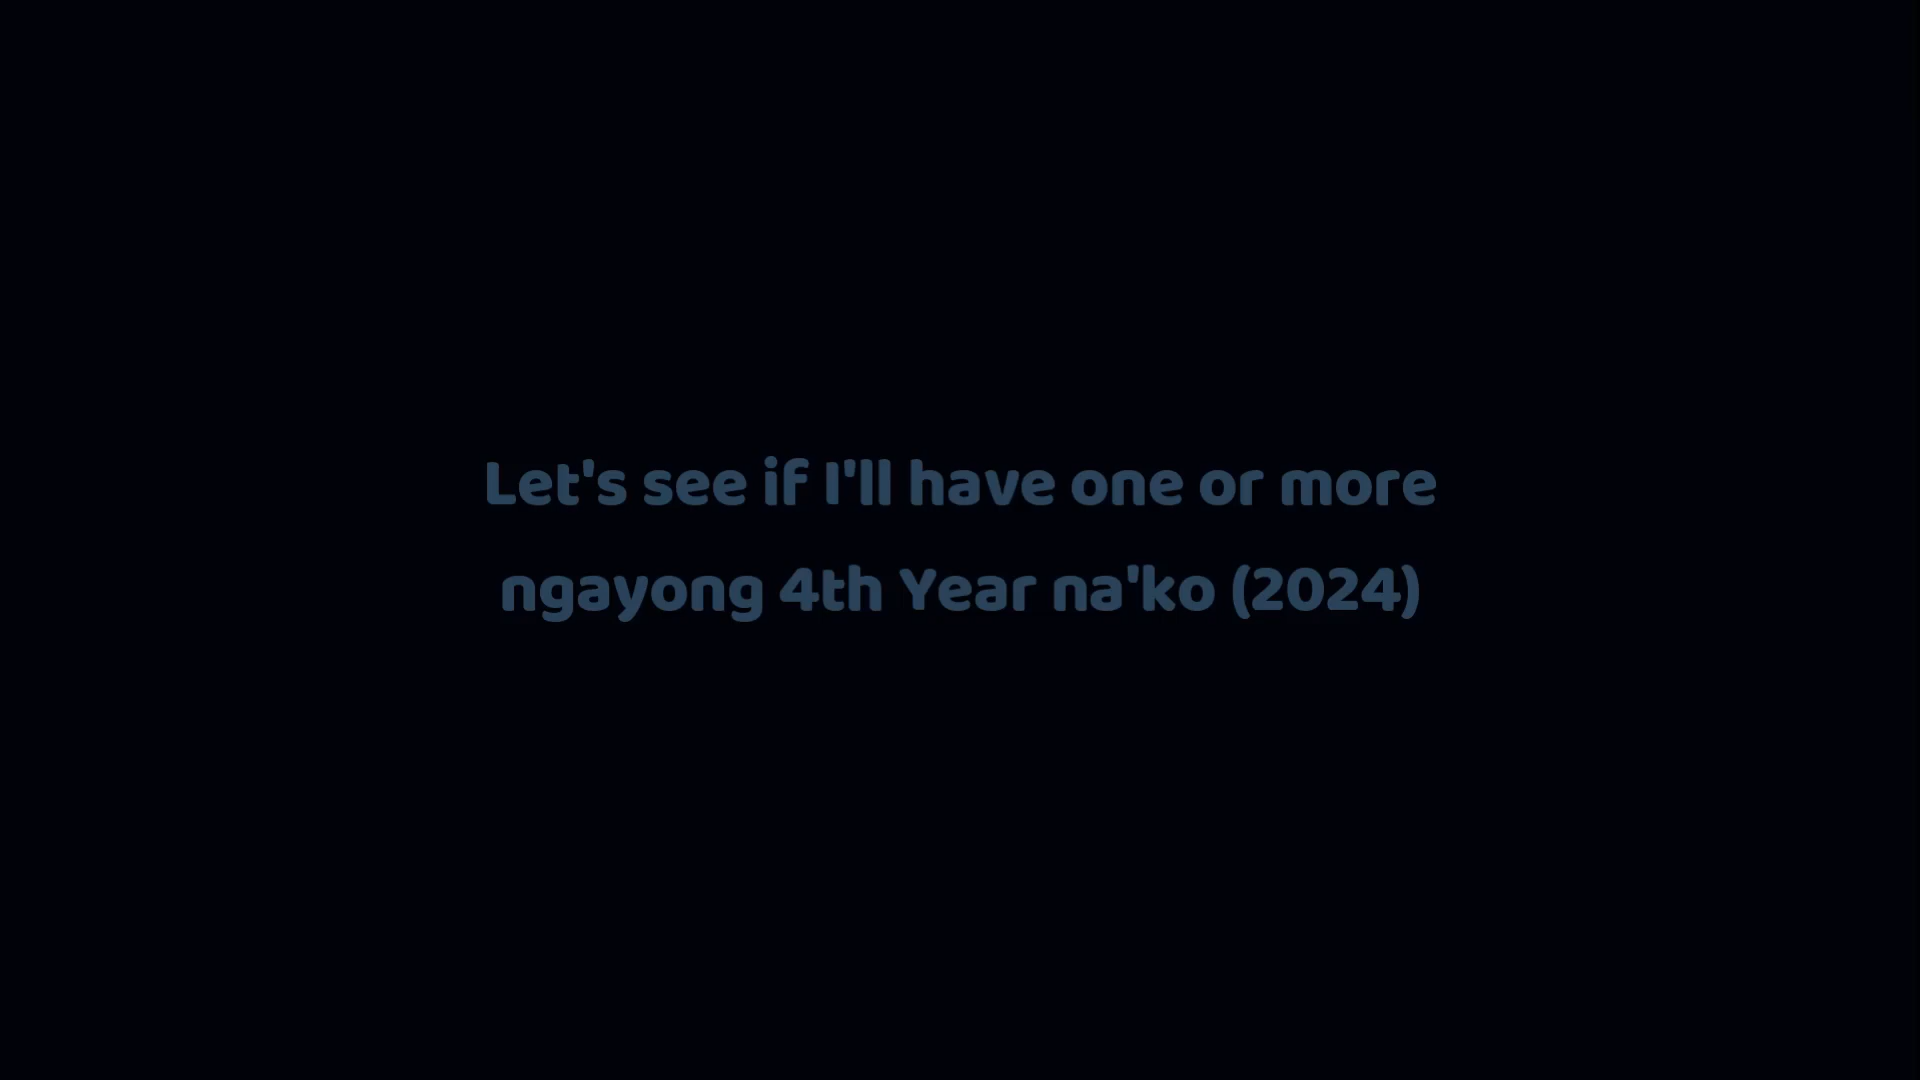 Let's see if I'll have one or more
ngayong 4th Year na'ko (2024)